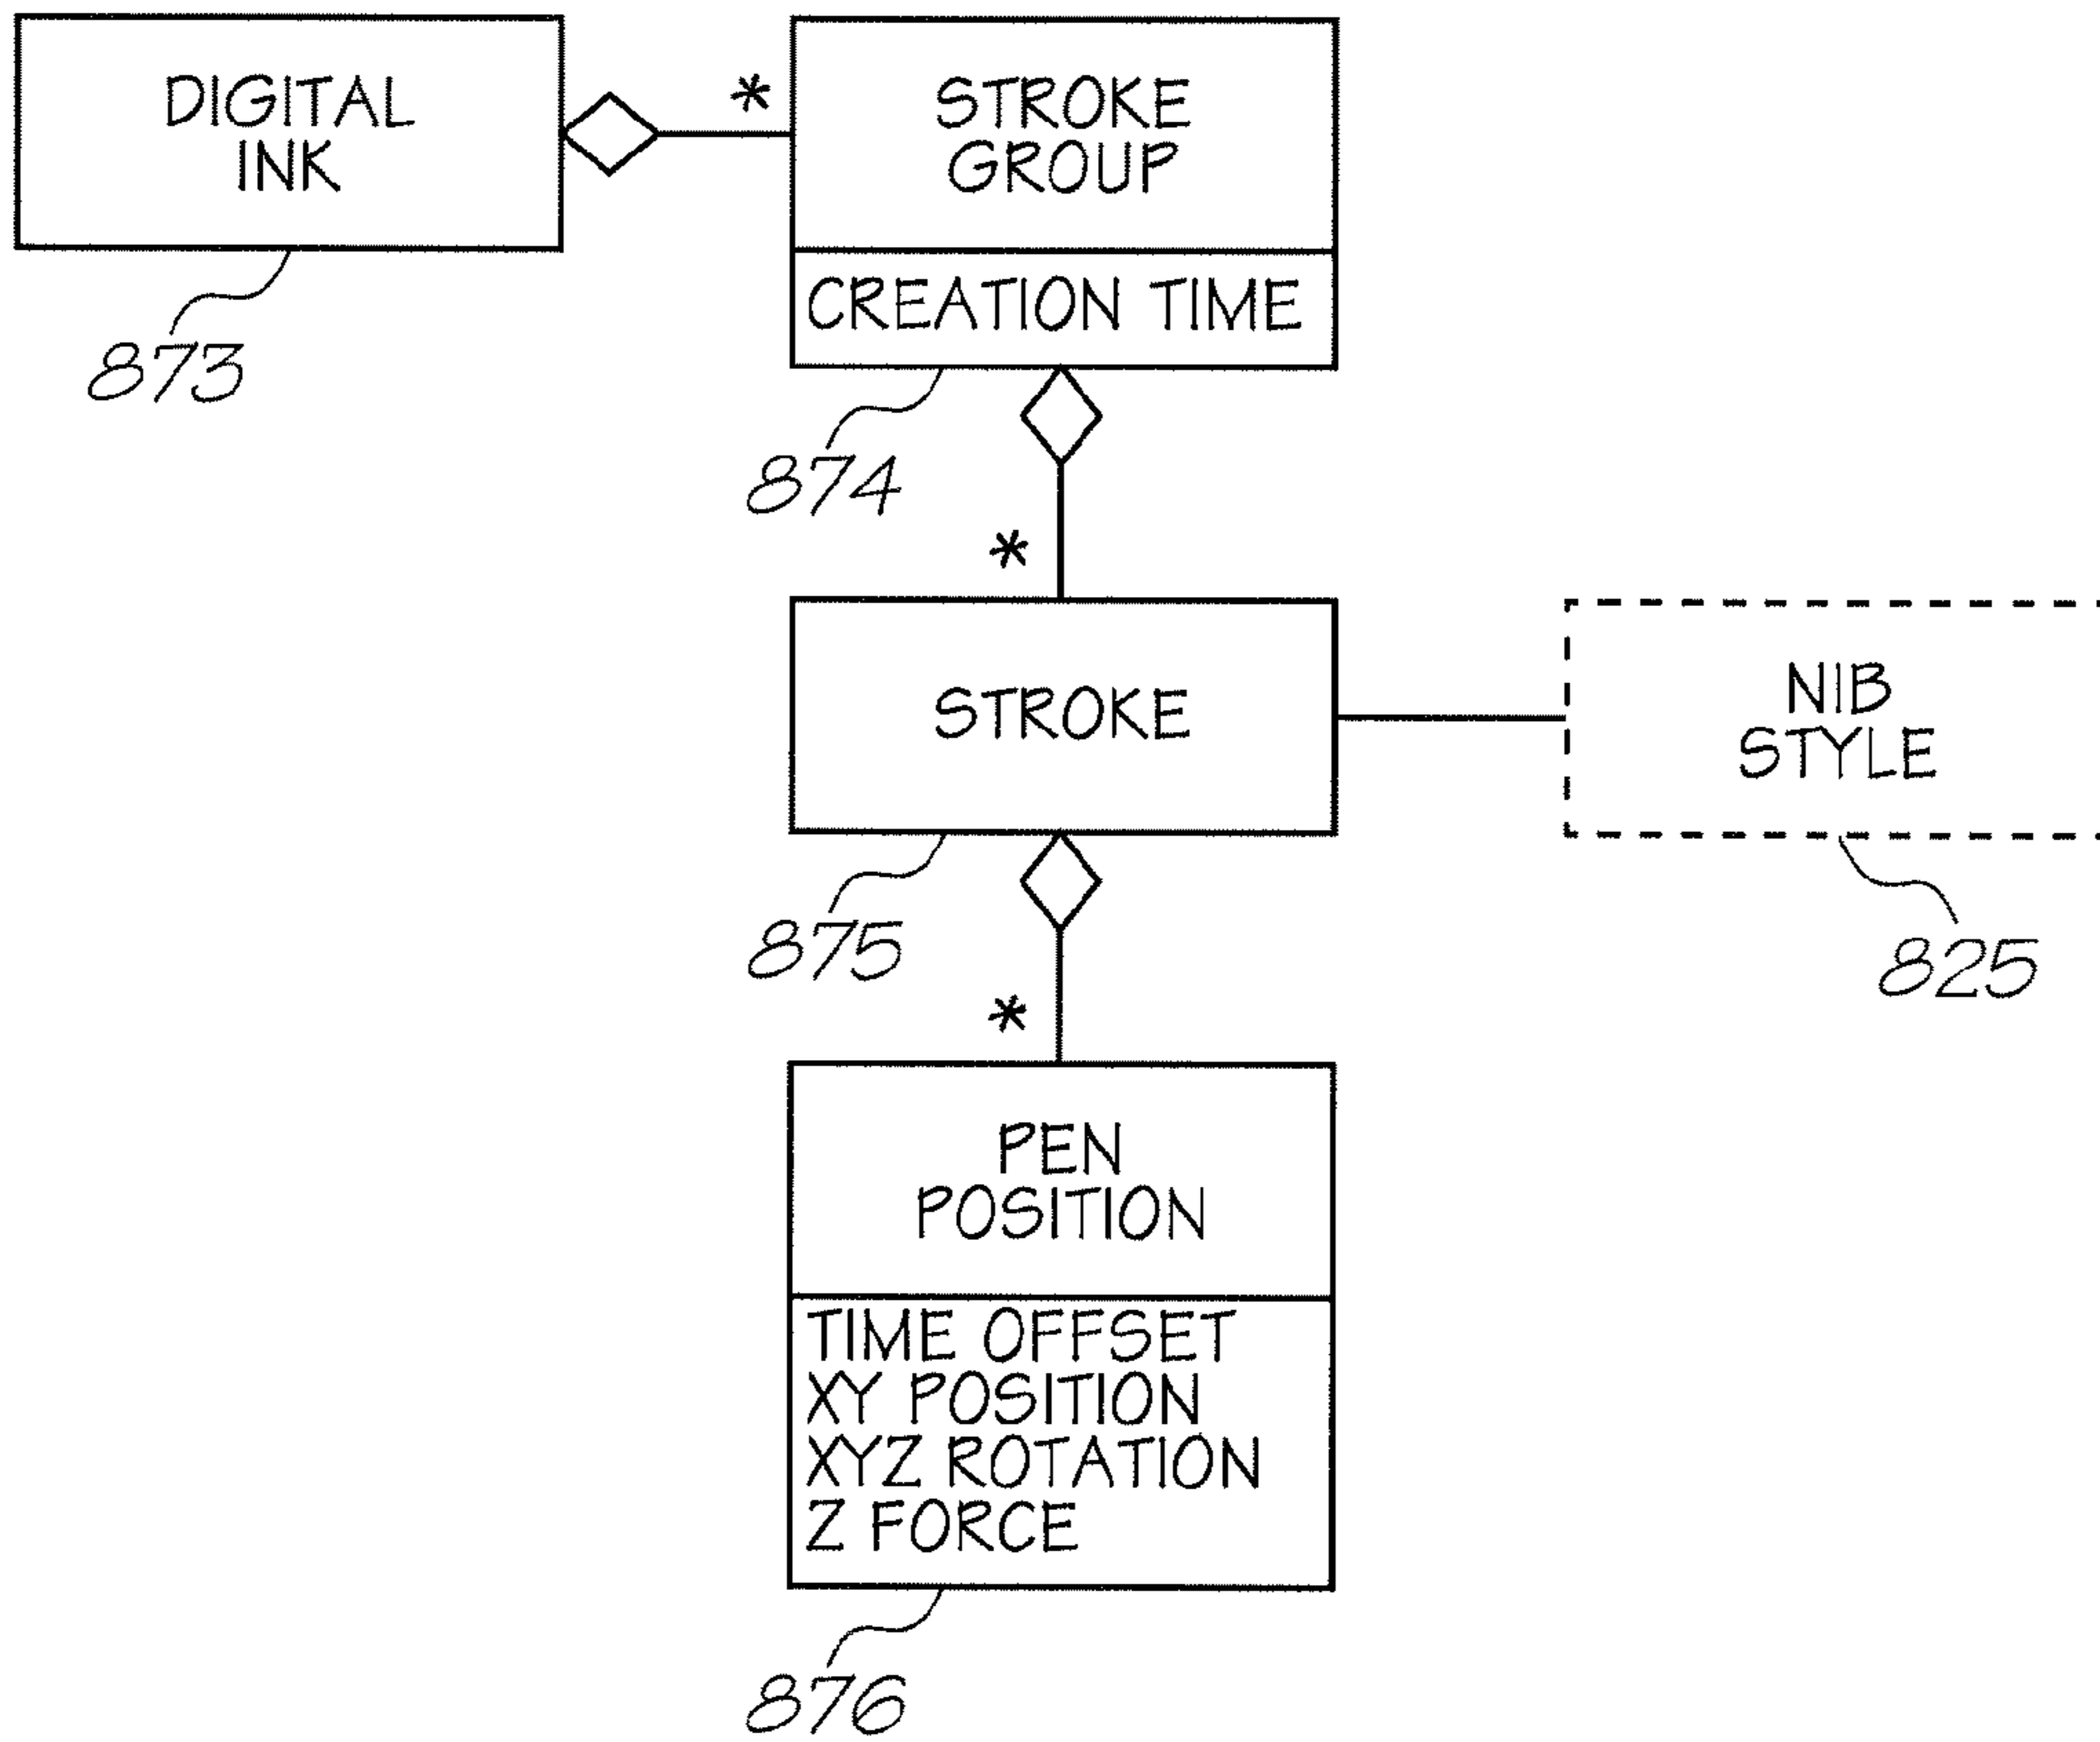 DIGITAL
INK
*
STROKE
GROUP
CREATION TIME
873
874
*
STROKE
NIB
STYLE
875
825
*
PEN
POSITION
TIME OFFSET
XY POSITION
XYZ ROTATION
Z FORCE
876